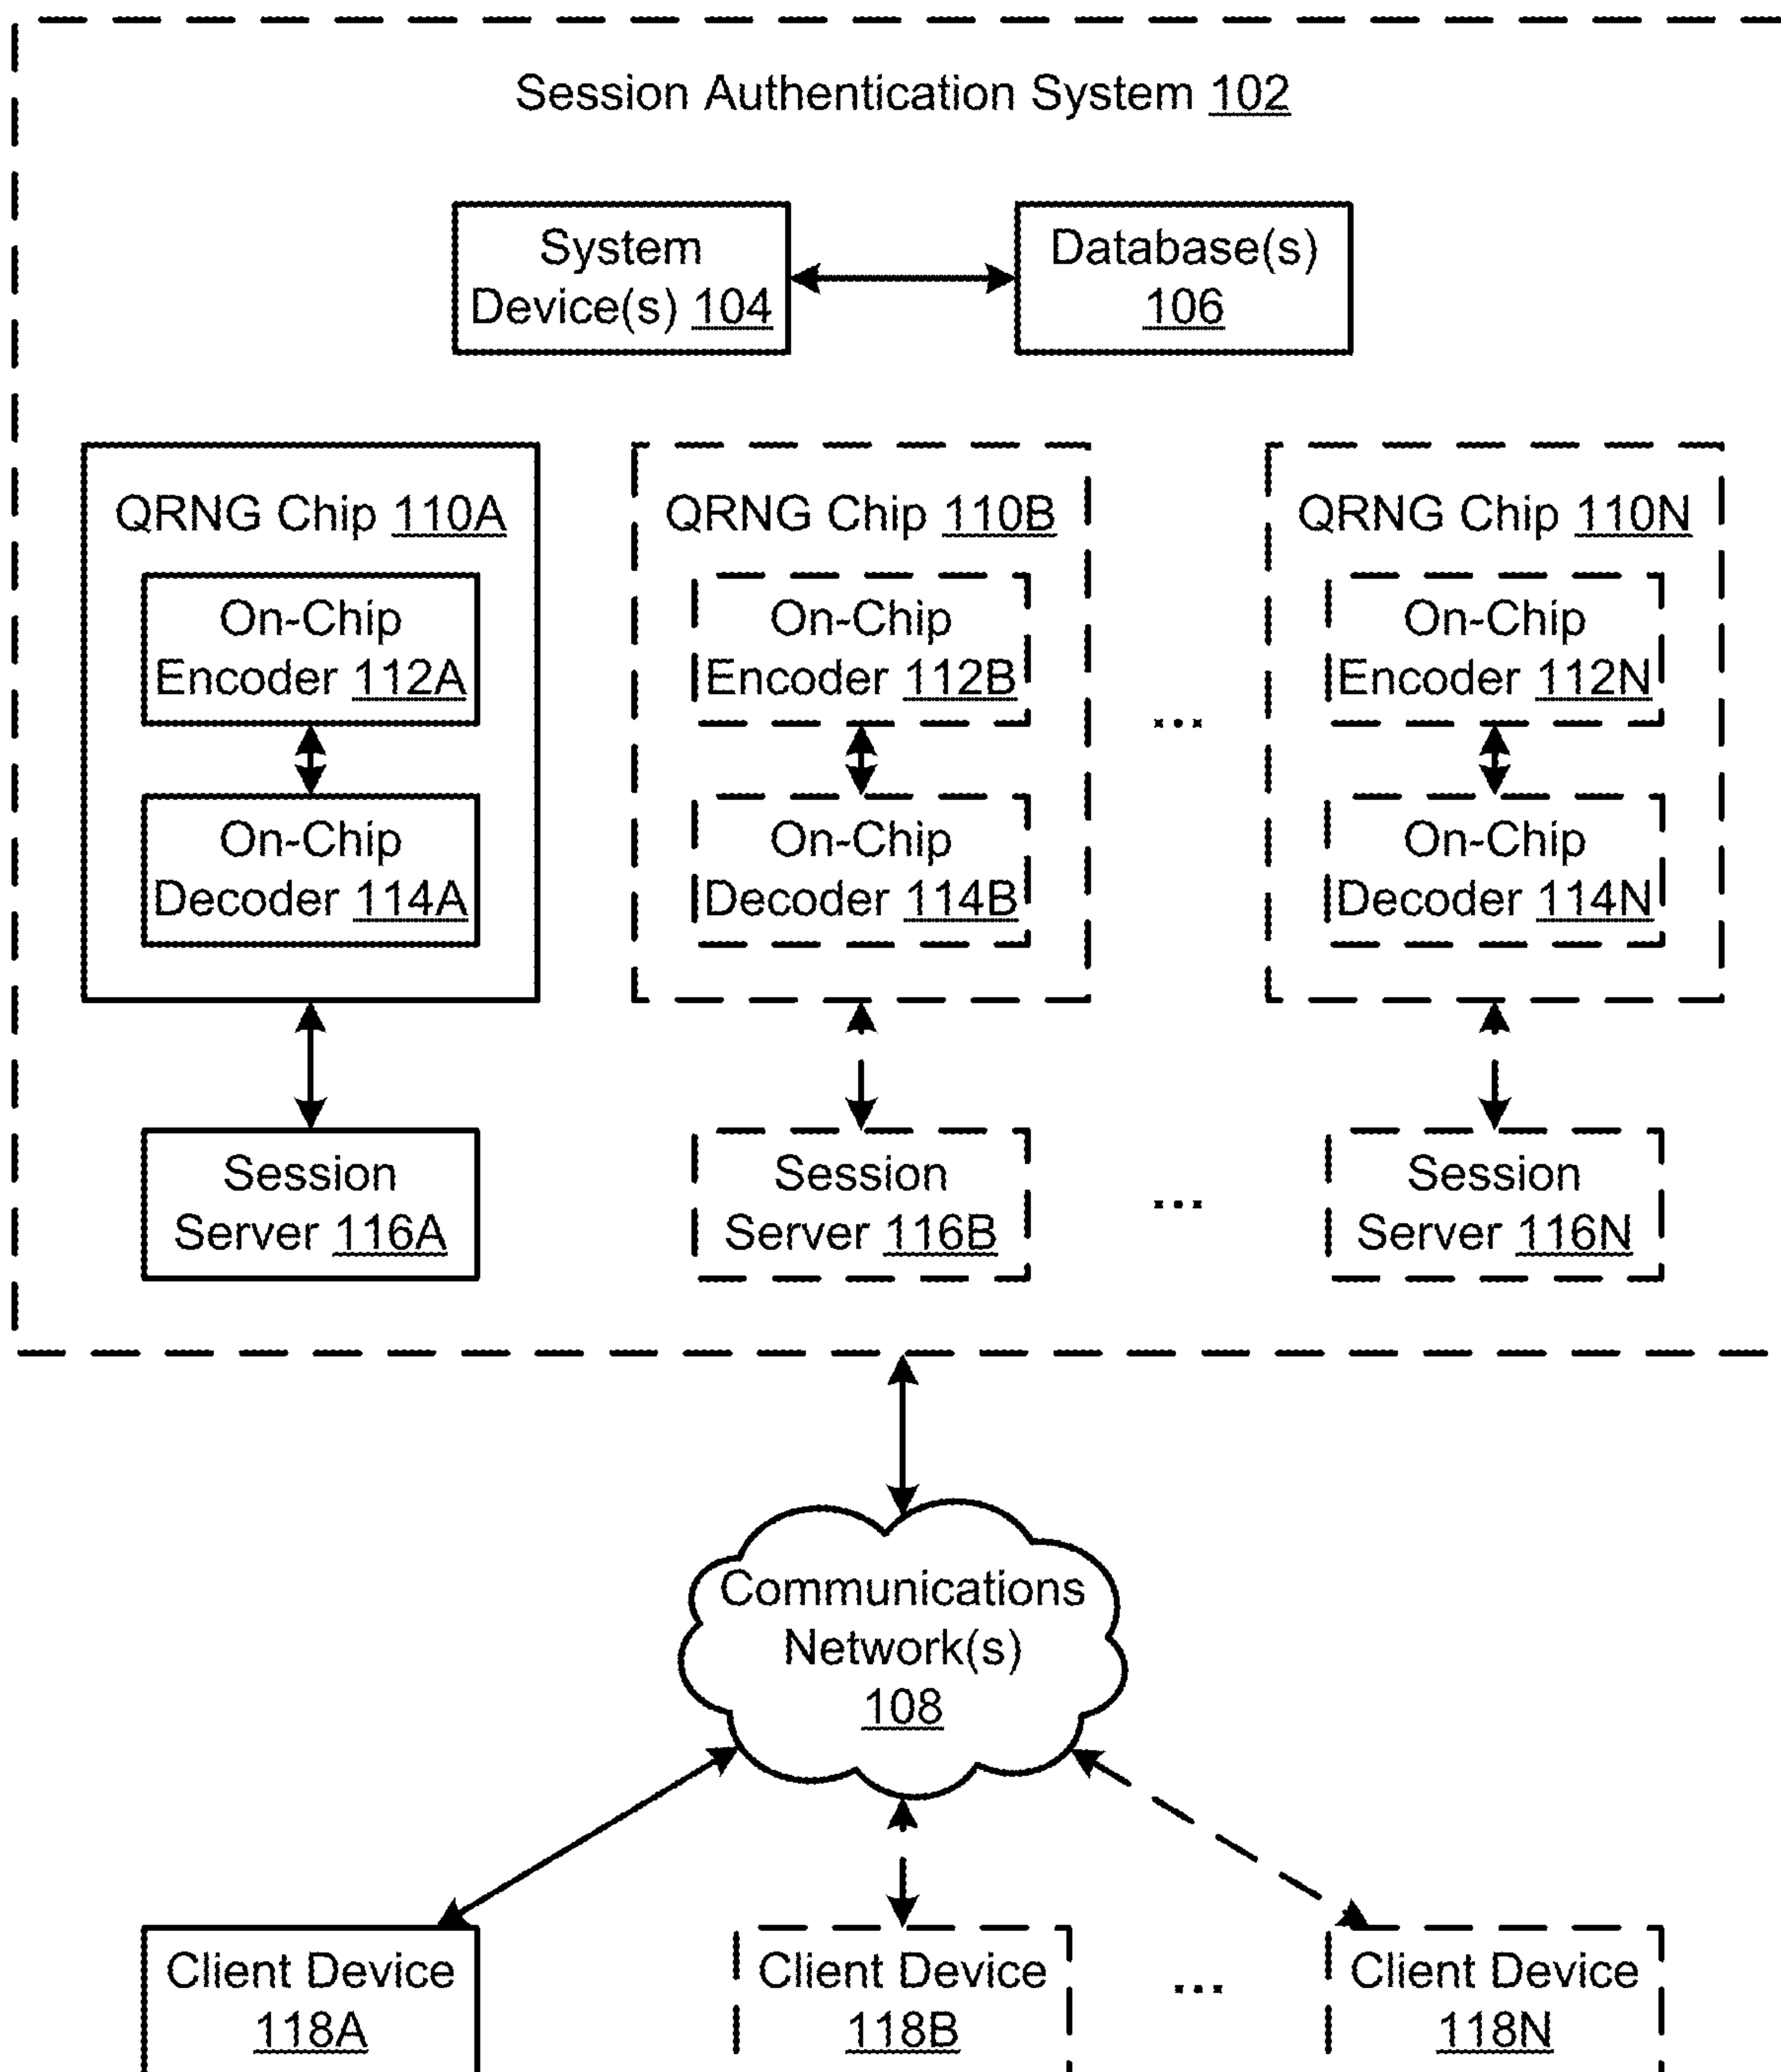 Session Authentication System 102
System
Device(s) 104
Database(s)
106
QRNG Chip 110A
On-Chip
Encoder 112A
On-Chip
Decoder 114A
QRNG Chip 110B
On-Chip
Encoder 112B
On-Chip
Decoder 114B
...
QRNG Chip 110N
On-Chip
Encoder 112N
On-Chip
Decoder 114N
Session
Server 116A
Session
Server 116B
...
Session
Server 116N
Communications
Network(s)
108
Client Device
118A
Client Device
118B
...
Client Device
118N